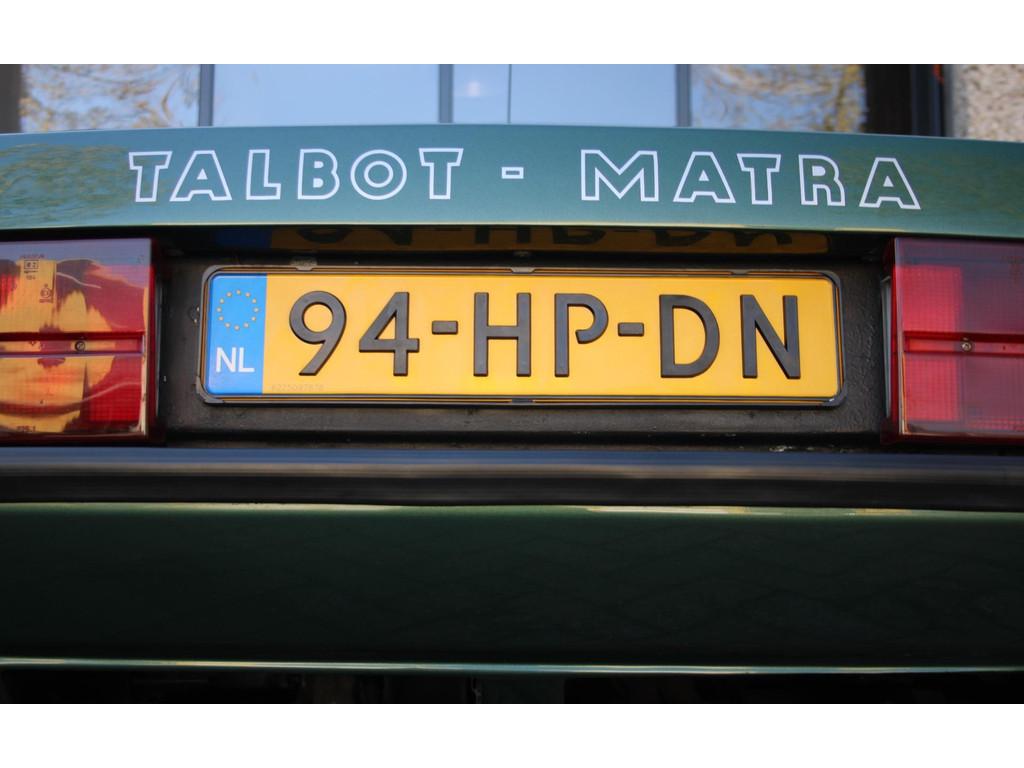 TALBOT - MATRA
NL 94-HP-DN